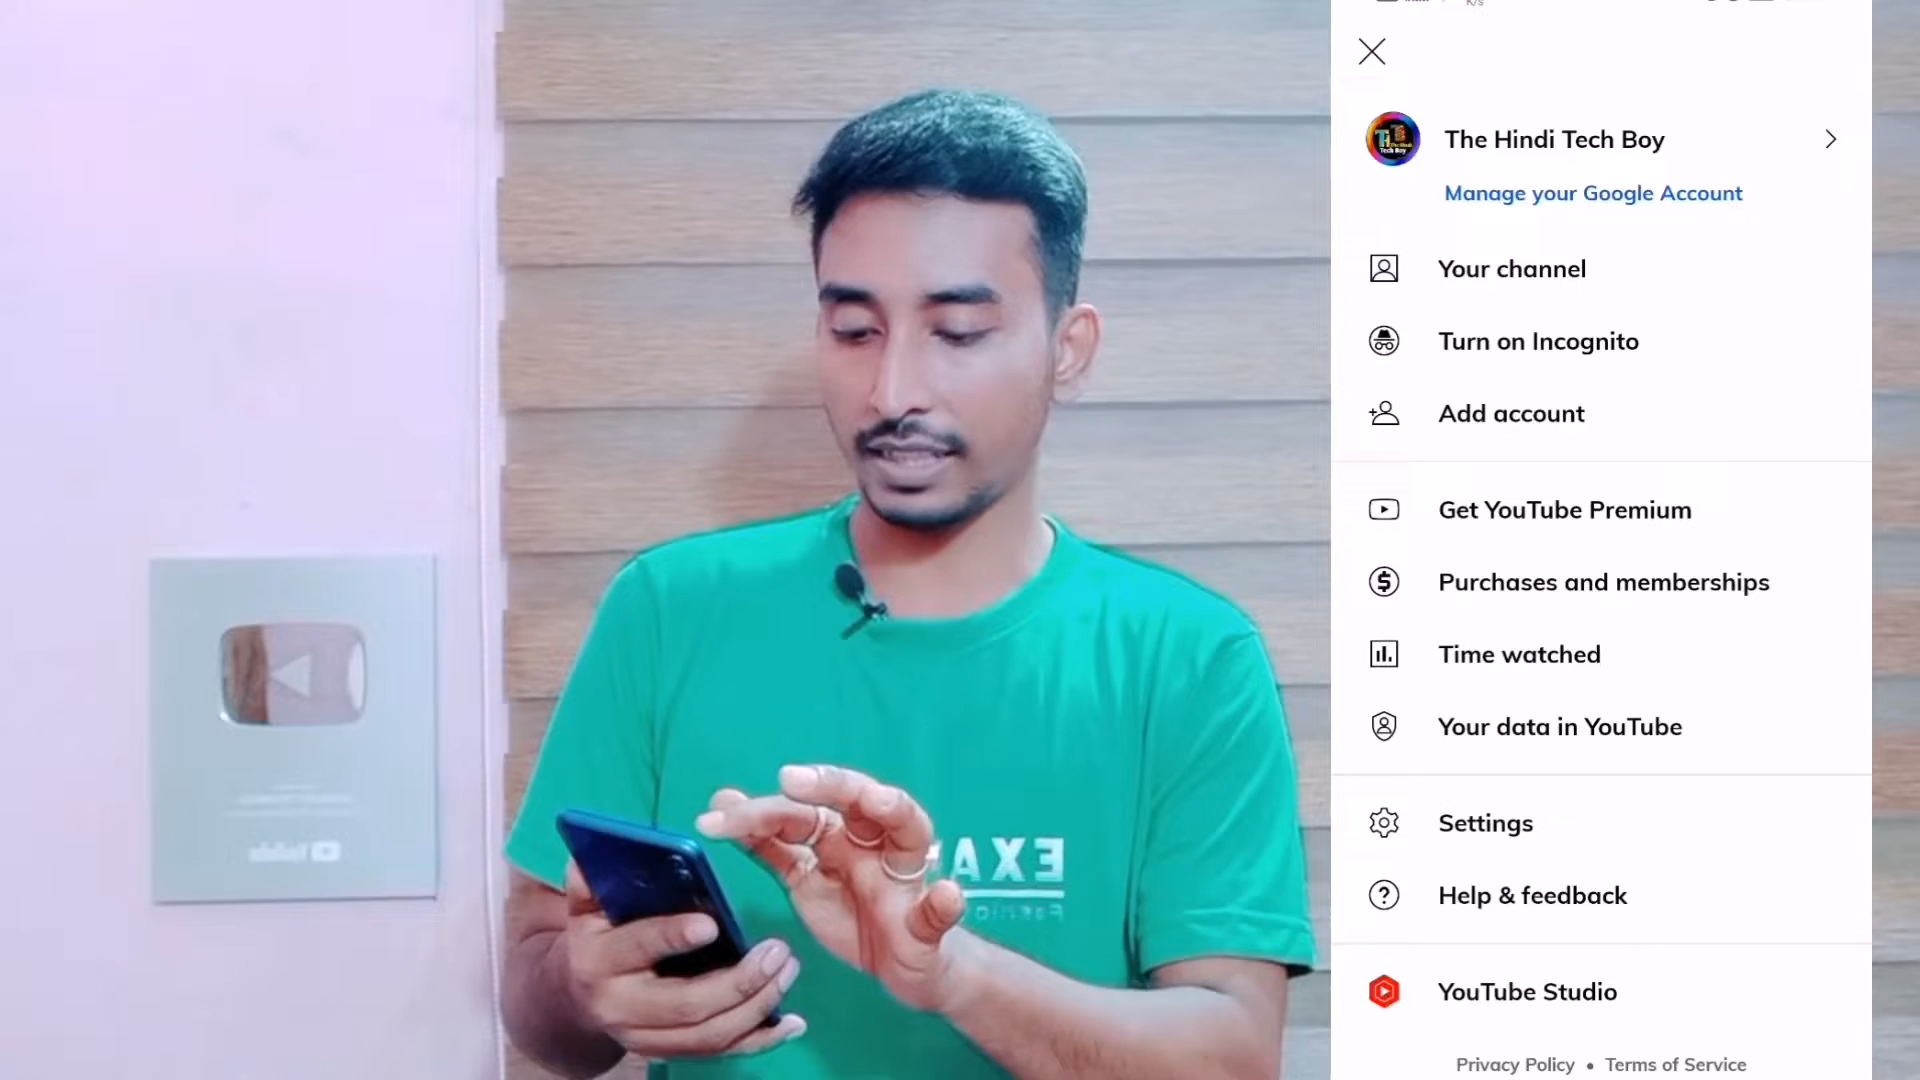 K/s
The Hindi Tech Boy
Manage your Google Account
Your channel
Turn on Incognito
Add account
Get YouTube Premium
Purchases and memberships
Time watched
Your data in YouTube
Settings
Help & feedback
YouTube Studio
Privacy Policy • Terms of Service
EXA